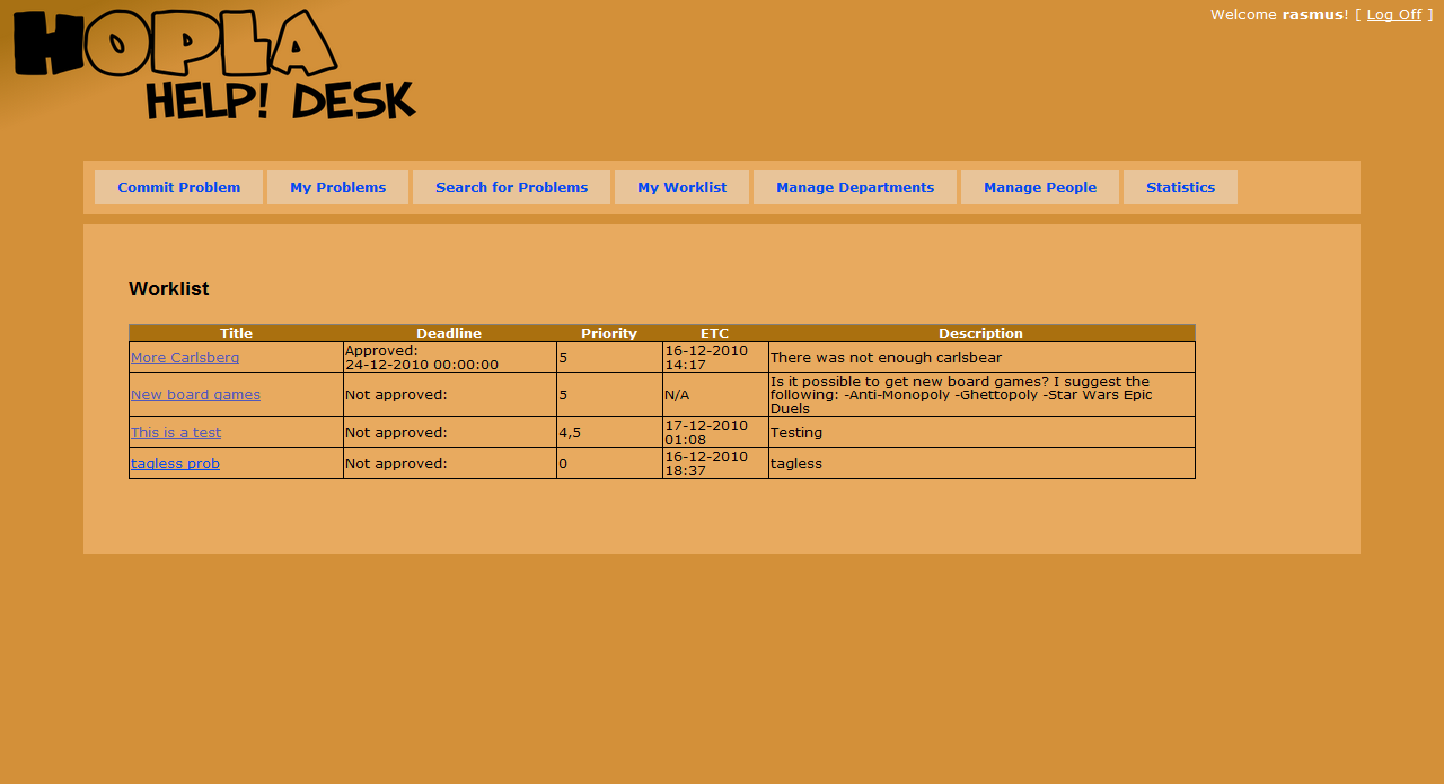 Welcome rasmus! [ Log Off ]
HOPLA
HELP! DESK
Commit Problem My Problems Search for Problems My Worklist Manage Departments Manage People Statistics
Worklist
Title Deadline Priority ETC Description
More Carlsberg Approved: 24-12-2010 00:00:00 5 16-12-2010 14:17 There was not enough carlsbear
New board games Not approved: 5 N/A Is it possible to get new board games? I suggest the
following: -Anti-Monopoly -Ghettopoly -Star Wars Epic
Duels
This is a test Not approved: 4,5 17-12-2010 01:08 Testing
tagless prob Not approved: 0 16-12-2010 18:37 tagless